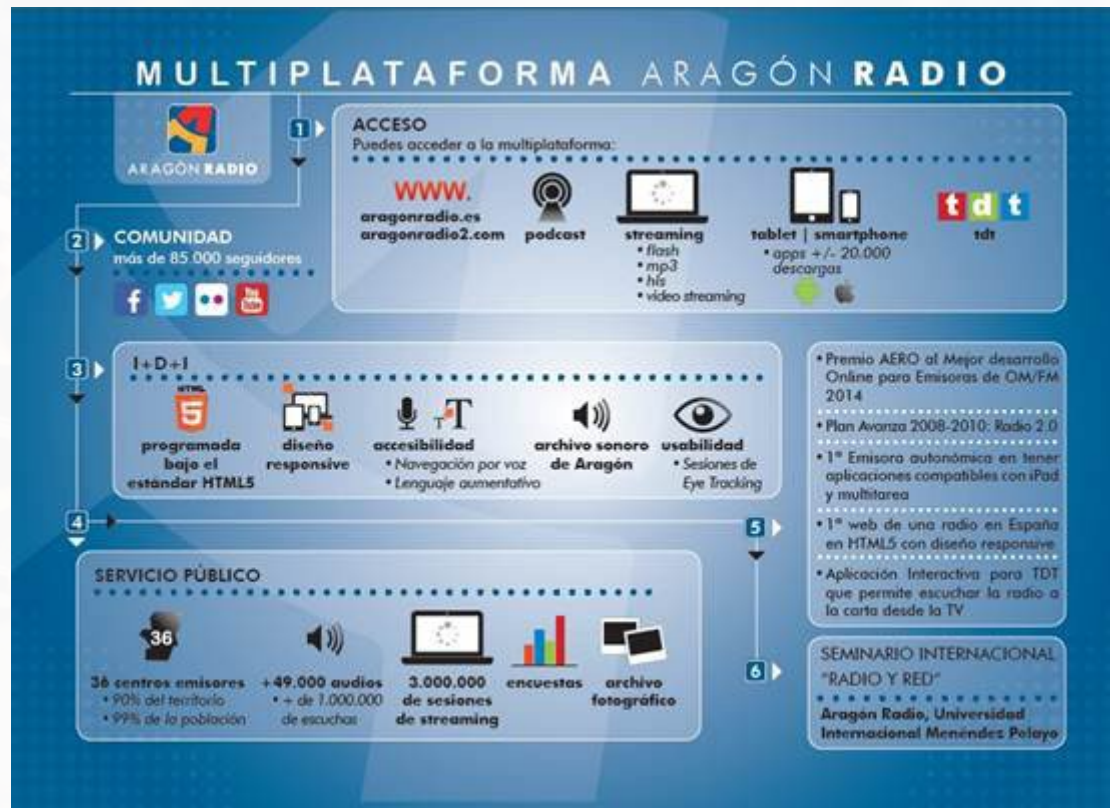 MULTIPLATAFORMA ARAGÓN RADIO
ARAGÓN RADIO
1
ACCESO
Puedes acceder a la multiplataforma:
www.
aragonradio.es
aragonradio2.com
podcast
streaming
• flash
• mp3
• hls
• video streaming
tablet | smartphone
• apps +/- 20.000
descargas
tdt
tdt
2
COMUNIDAD
más de 85.000 seguidores
f
You
Tube
3
I+D+I
HTML
5
programada
bajo el
estándar HTML5
diseño
responsive
TT
accesibilidad
• Navegación por voz
• Lenguaje aumentativo
archivo sonoro
de Aragón
usabilidad
• Sesiones de
Eye Tracking
4
SERVICIO PÚBLICO
36
36 centros emisores
• 90% del territorio
• 99% de la población
+49.000 audios
• + de 1.000.000
de escuchas
3.000.000
de sesiones
de streaming
encuestas
archivo
fotográfico
5
• Premio AERO al Mejor desarrollo
Online para Emisoras de OM/FM
2014
• Plan Avanza 2008-2010: Radio 2.0
• 1ª Emisora autonómica en tener
aplicaciones compatibles con iPad
y multitarea
• 1ª web de una radio en España
en HTML5 con diseño responsive
• Aplicación Interactiva para TDT
que permite escuchar la radio a
la carta desde la TV
6
SEMINARIO INTERNACIONAL
"RADIO Y RED"
Aragón Radio, Universidad
Internacional Menéndez Pelayo